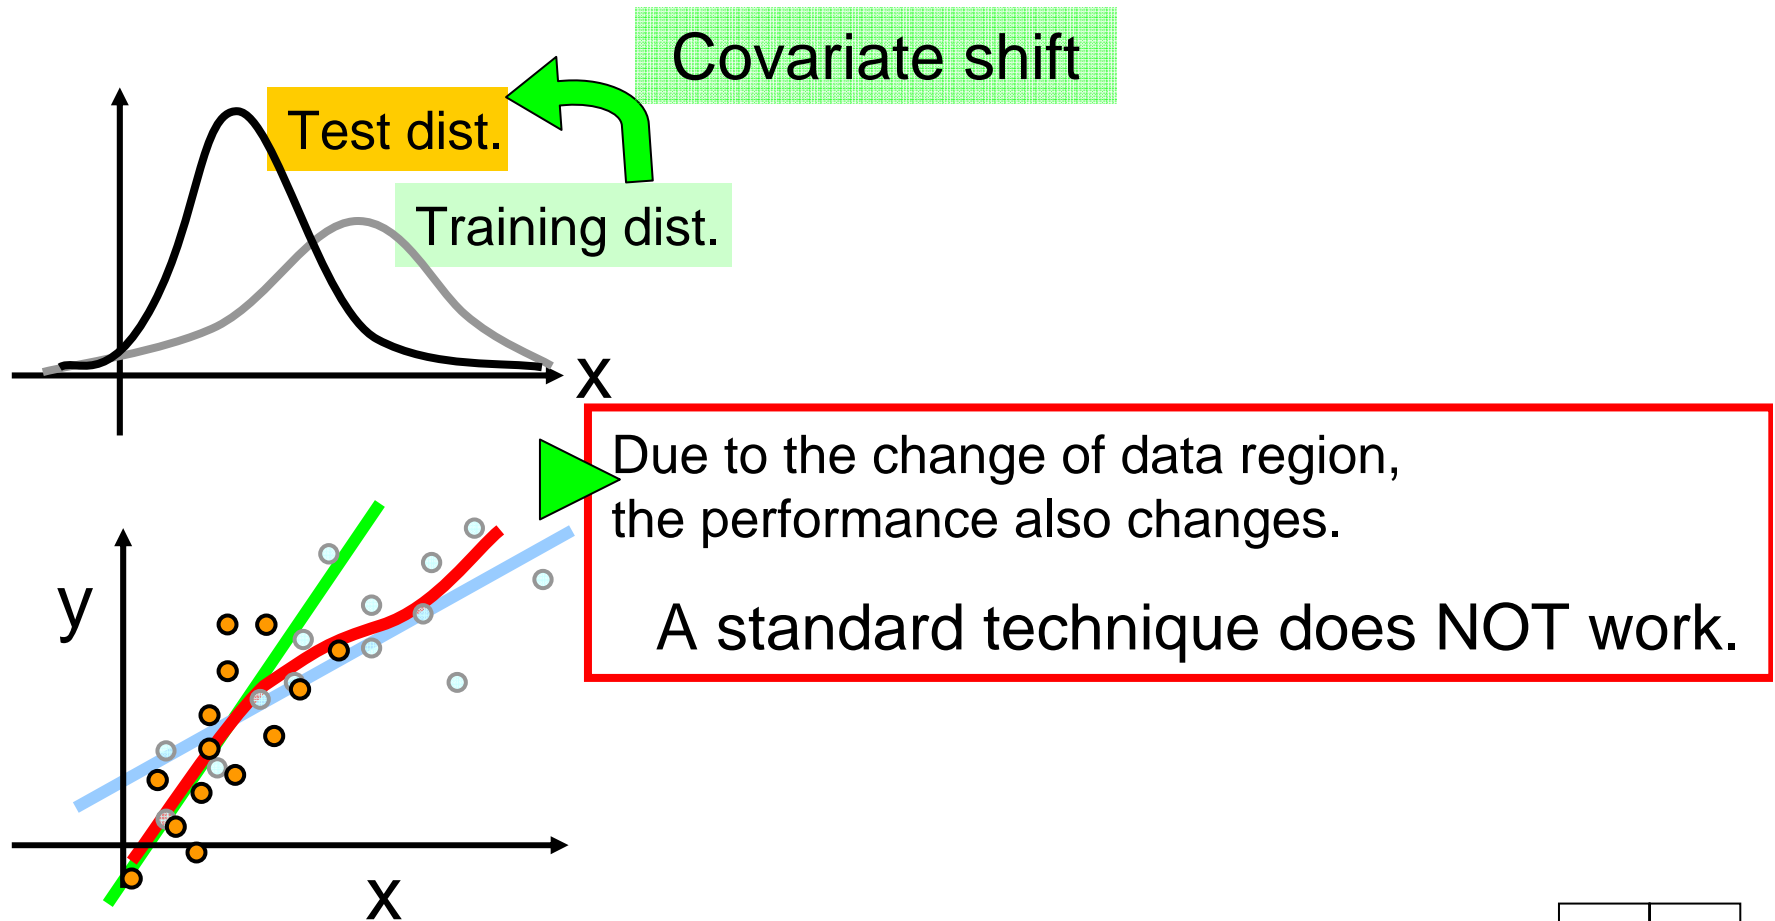 Covariate shift
Test dist.
Training dist.
x
Due to the change of data region,
the performance also changes.
A standard technique does NOT work.
y
x